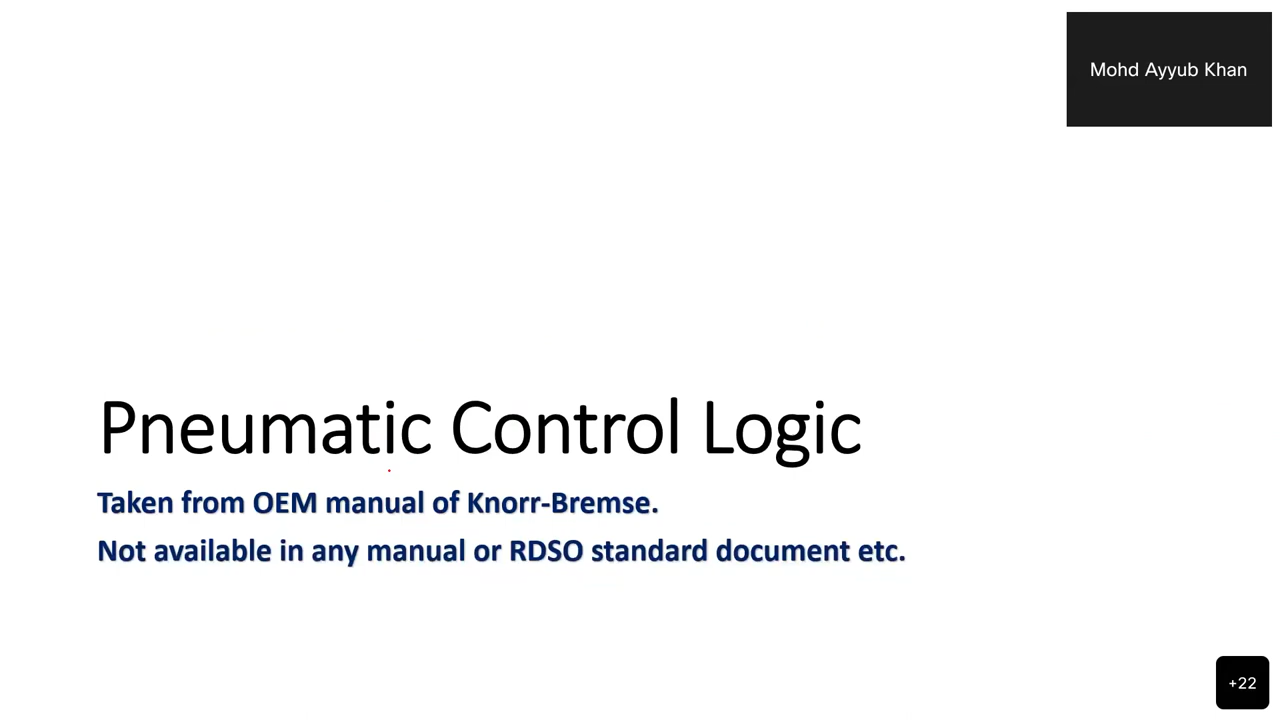 Mohd Ayyub Khan
Pneumatic Control Logic
Taken from OEM manual of Knorr-Bremse.
Not available in any manual or RDSO standard document etc.
+22